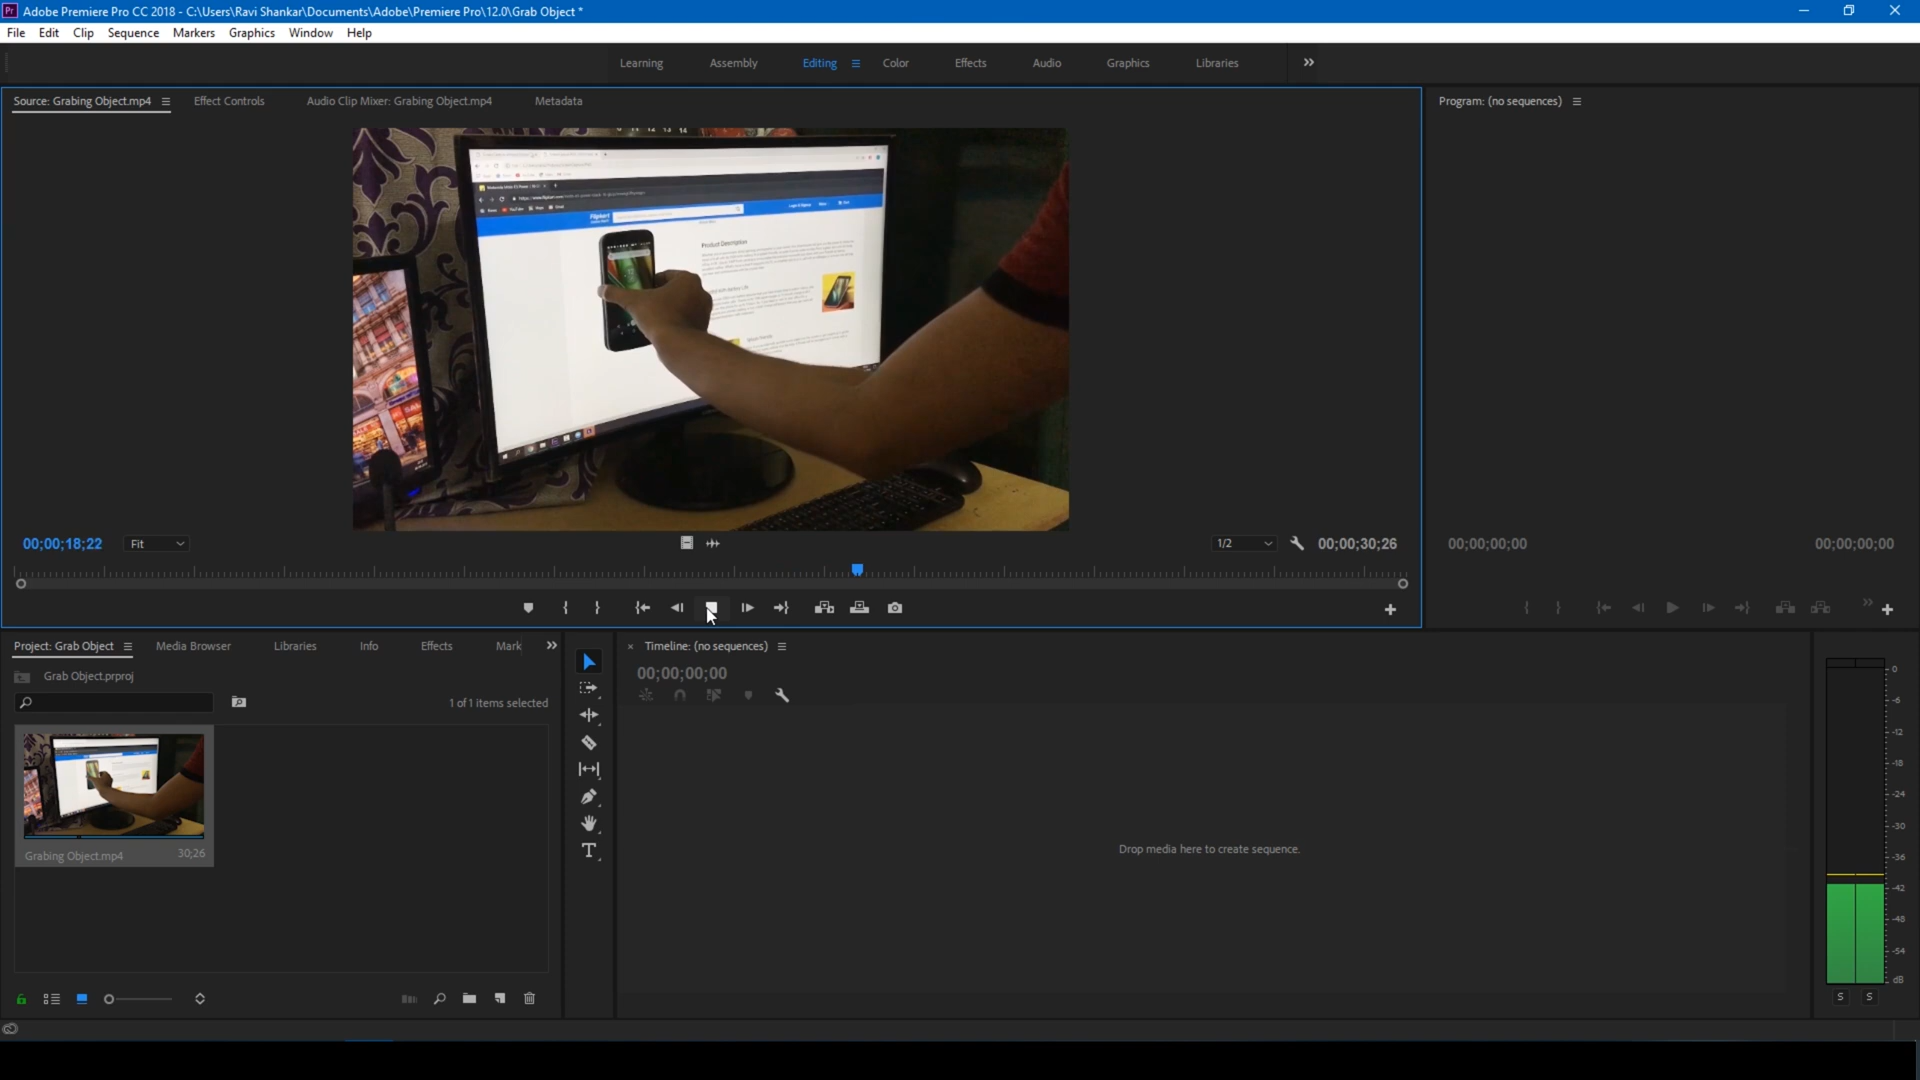 Pr Adobe Premiere Pro CC 2018 - C:\Users\Ravi Shankar\Documents\Adobe\Premiere Pro\12.0\Grab Object *
File Edit Clip Sequence Markers Graphics Window Help
Learning Assembly Editing Color Effects Audio Graphics Libraries
Source: Grabing Object.mp4 Effect Controls Audio Clip Mixer: Grabing Object.mp4 Metadata
Program: (no sequences)
Flipkart
Product Description
00;00;18;22 Fit 1/2 00;00;30;26
00;00;00;00 00;00;00;00
Project: Grab Object Media Browser Libraries Info Effects Mark
Grab Object.prproj
1 of 1 items selected
Grabing Object.mp4 30;26
Timeline: (no sequences)
00;00;00;00
Drop media here to create sequence.
T
0
-6
-12
-18
-24
-30
-36
-42
-48
-54
dB
S S